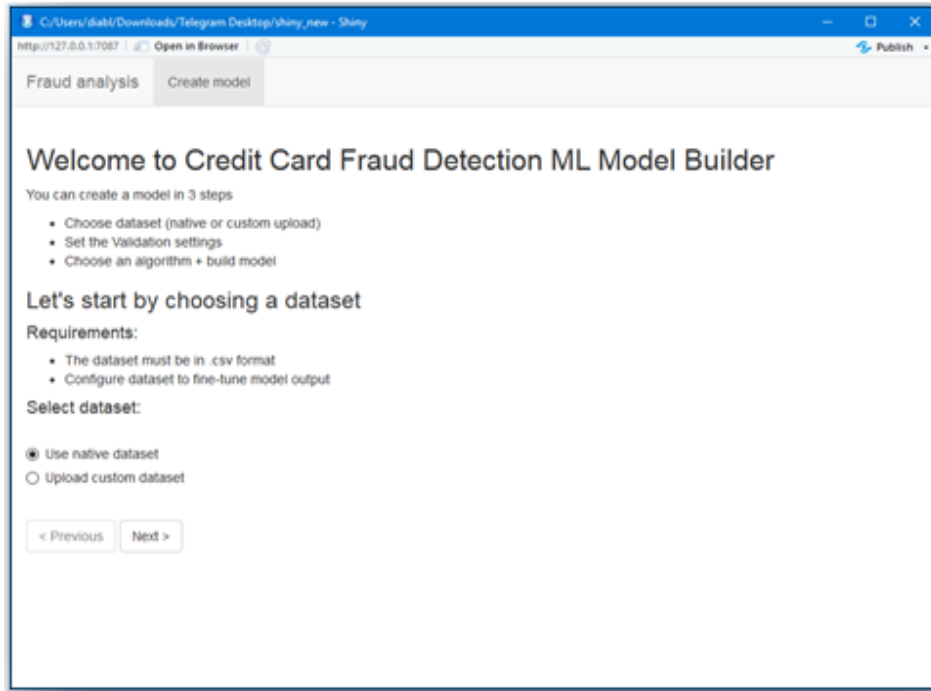 C:/Users/diabl/Downloads/Telegram Desktop/shiny_new - Shiny
http://127.0.0.1:7087 Open in Browser Publish
Fraud analysis Create model
Welcome to Credit Card Fraud Detection ML Model Builder
You can create a model in 3 steps
• Choose dataset (native or custom upload)
• Set the Validation settings
• Choose an algorithm + build model
Let's start by choosing a dataset
Requirements:
• The dataset must be in .csv format
• Configure dataset to fine-tune model output
Select dataset:
Use native dataset
Upload custom dataset
< Previous Next >